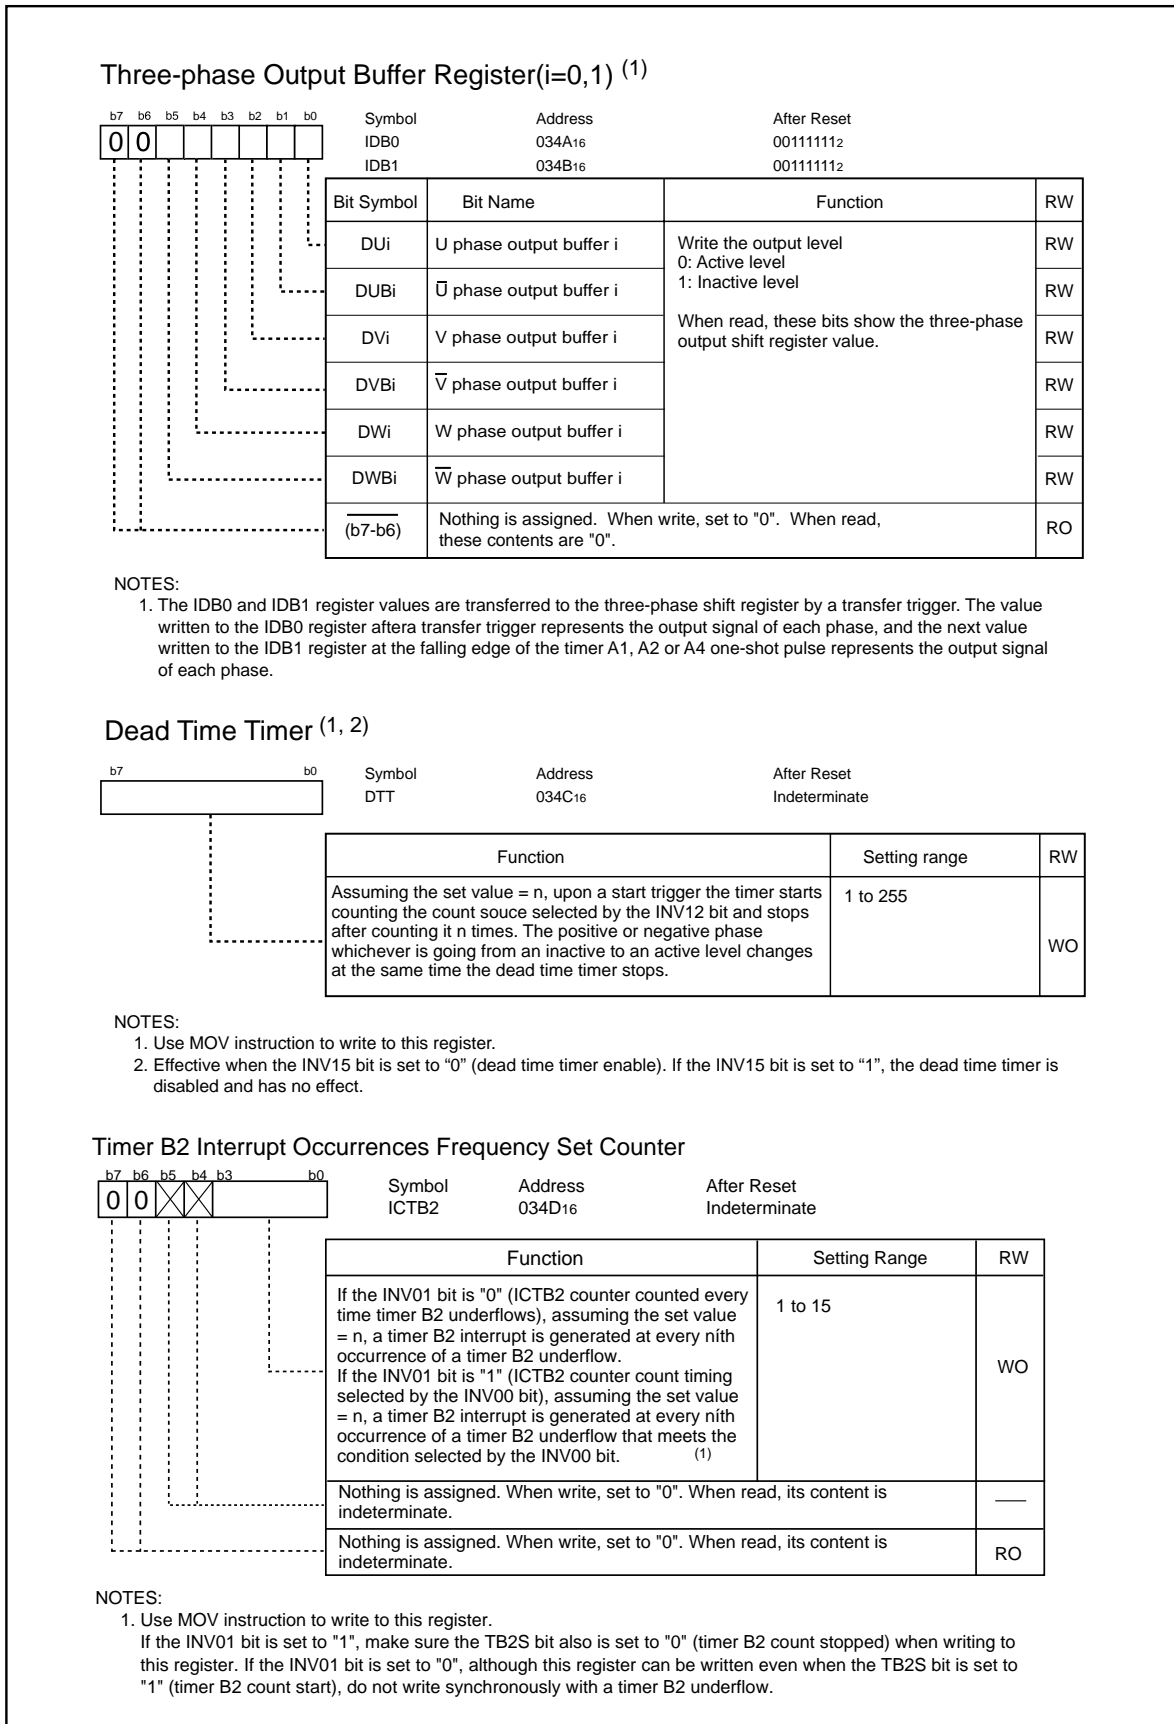 Three-phase Output Buffer Register(i=0,1) (1)
b7 b6 b5 b4 b3 b2 b1 b0
Symbol Address After Reset
0 0
IDB0 034A16 001111112
IDB1 034B16 001111112
Bit Symbol Bit Name Function RW
DUi U phase output buffer i RW
Write the output level
0: Active level
1: Inactive level
When read, these bits show the three-phase
output shift register value.
DUBi U̅ phase output buffer i RW
DVi V phase output buffer i RW
DVBi V̅ phase output buffer i RW
DWi W phase output buffer i RW
DWBi W̅ phase output buffer i RW
(b7-b6) Nothing is assigned. When write, set to "0". When read, RO
these contents are "0".
NOTES:
1. The IDB0 and IDB1 register values are transferred to the three-phase shift register by a transfer trigger. The value
written to the IDB0 register aftera transfer trigger represents the output signal of each phase, and the next value
written to the IDB1 register at the falling edge of the timer A1, A2 or A4 one-shot pulse represents the output signal
of each phase.
Dead Time Timer (1, 2)
b7 b0
Symbol Address After Reset
DTT 034C16 Indeterminate
Function Setting range RW
Assuming the set value = n, upon a start trigger the timer starts
counting the count souce selected by the INV12 bit and stops
after counting it n times. The positive or negative phase
whichever is going from an inactive to an active level changes
at the same time the dead time timer stops.
1 to 255
WO
NOTES:
1. Use MOV instruction to write to this register.
2. Effective when the INV15 bit is set to “0” (dead time timer enable). If the INV15 bit is set to “1”, the dead time timer is
disabled and has no effect.
Timer B2 Interrupt Occurrences Frequency Set Counter
b7 b6 b5 b4 b3 b0
0 0
Symbol Address After Reset
ICTB2 034D16 Indeterminate
Function Setting Range RW
If the INV01 bit is "0" (ICTB2 counter counted every
time timer B2 underflows), assuming the set value
= n, a timer B2 interrupt is generated at every níth
occurrence of a timer B2 underflow.
If the INV01 bit is "1" (ICTB2 counter count timing
selected by the INV00 bit), assuming the set value
= n, a timer B2 interrupt is generated at every níth
occurrence of a timer B2 underflow that meets the
condition selected by the INV00 bit. (1)
1 to 15
WO
Nothing is assigned. When write, set to "0". When read, its content is
indeterminate.
—
Nothing is assigned. When write, set to "0". When read, its content is
indeterminate.
RO
NOTES:
1. Use MOV instruction to write to this register.
If the INV01 bit is set to "1", make sure the TB2S bit also is set to "0" (timer B2 count stopped) when writing to
this register. If the INV01 bit is set to "0", although this register can be written even when the TB2S bit is set to
"1" (timer B2 count start), do not write synchronously with a timer B2 underflow.